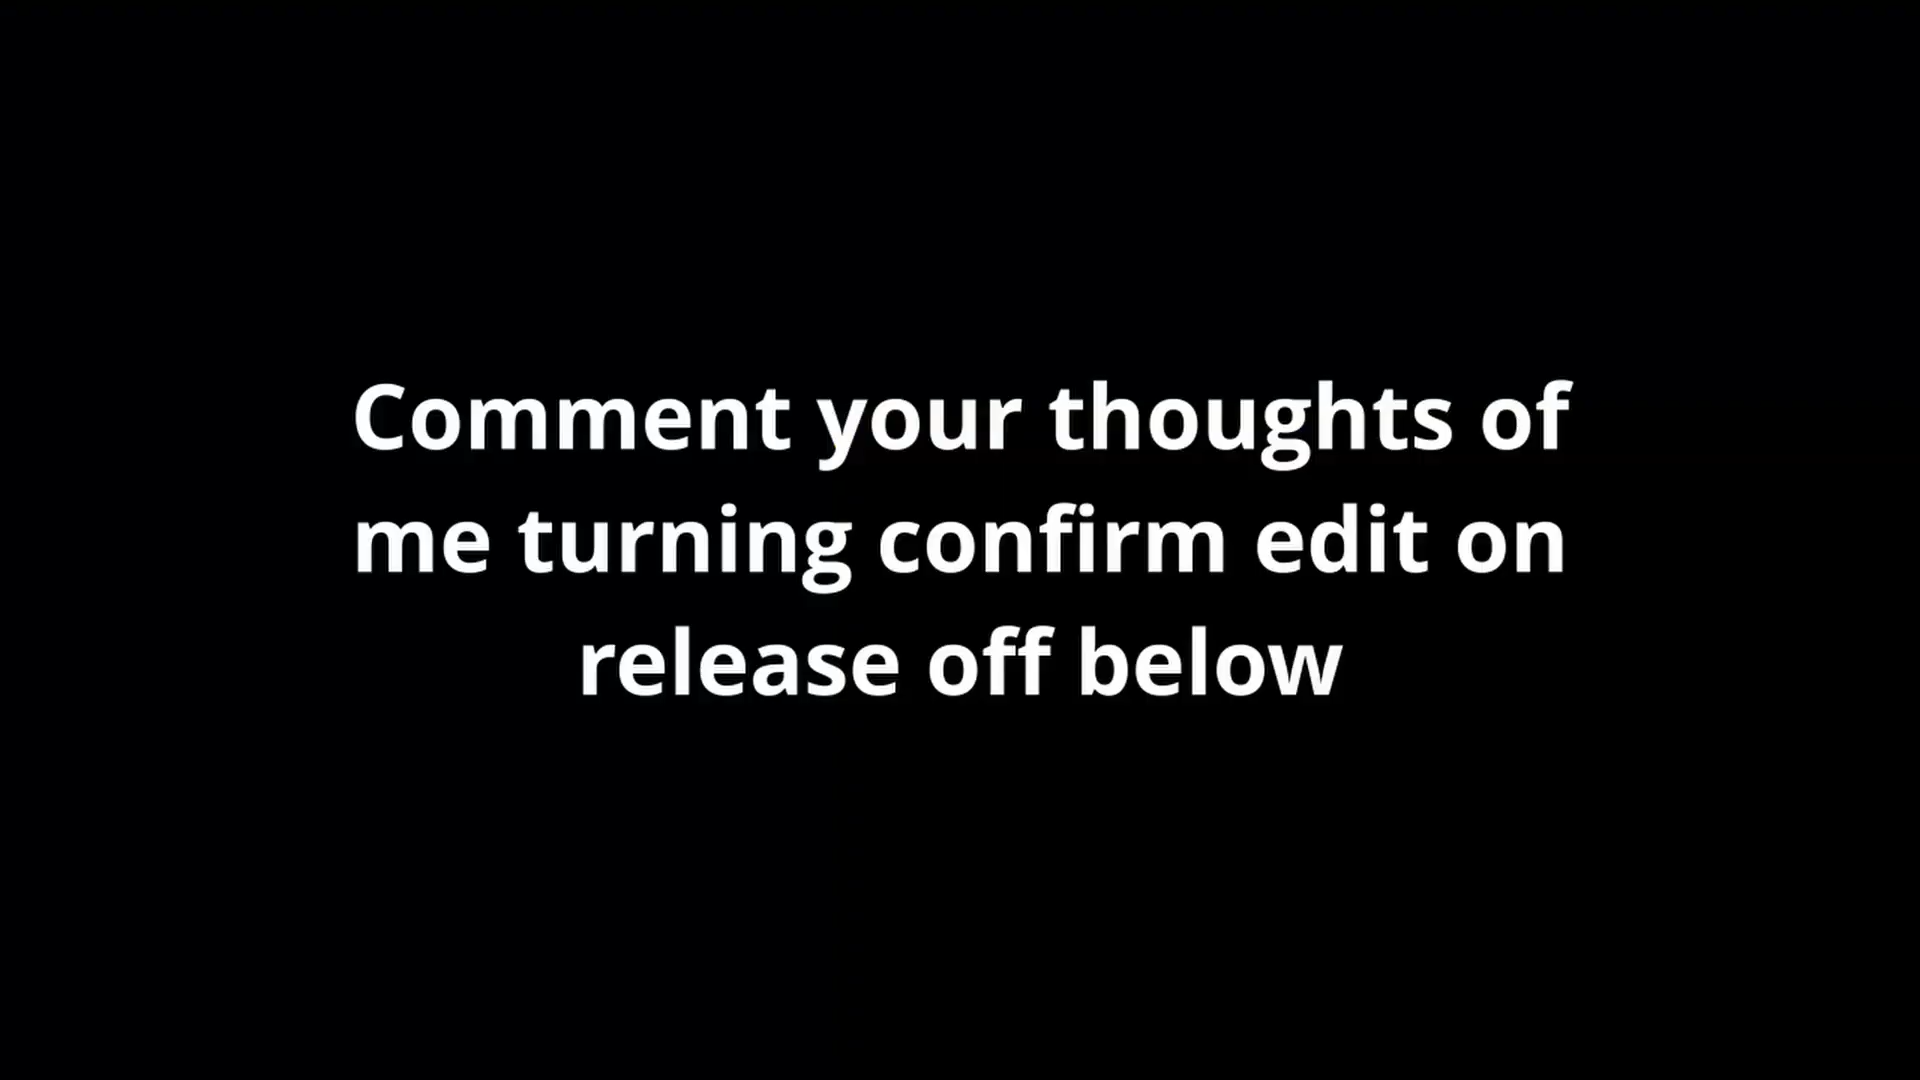 Comment your thoughts of
me turning confirm edit on
release off below